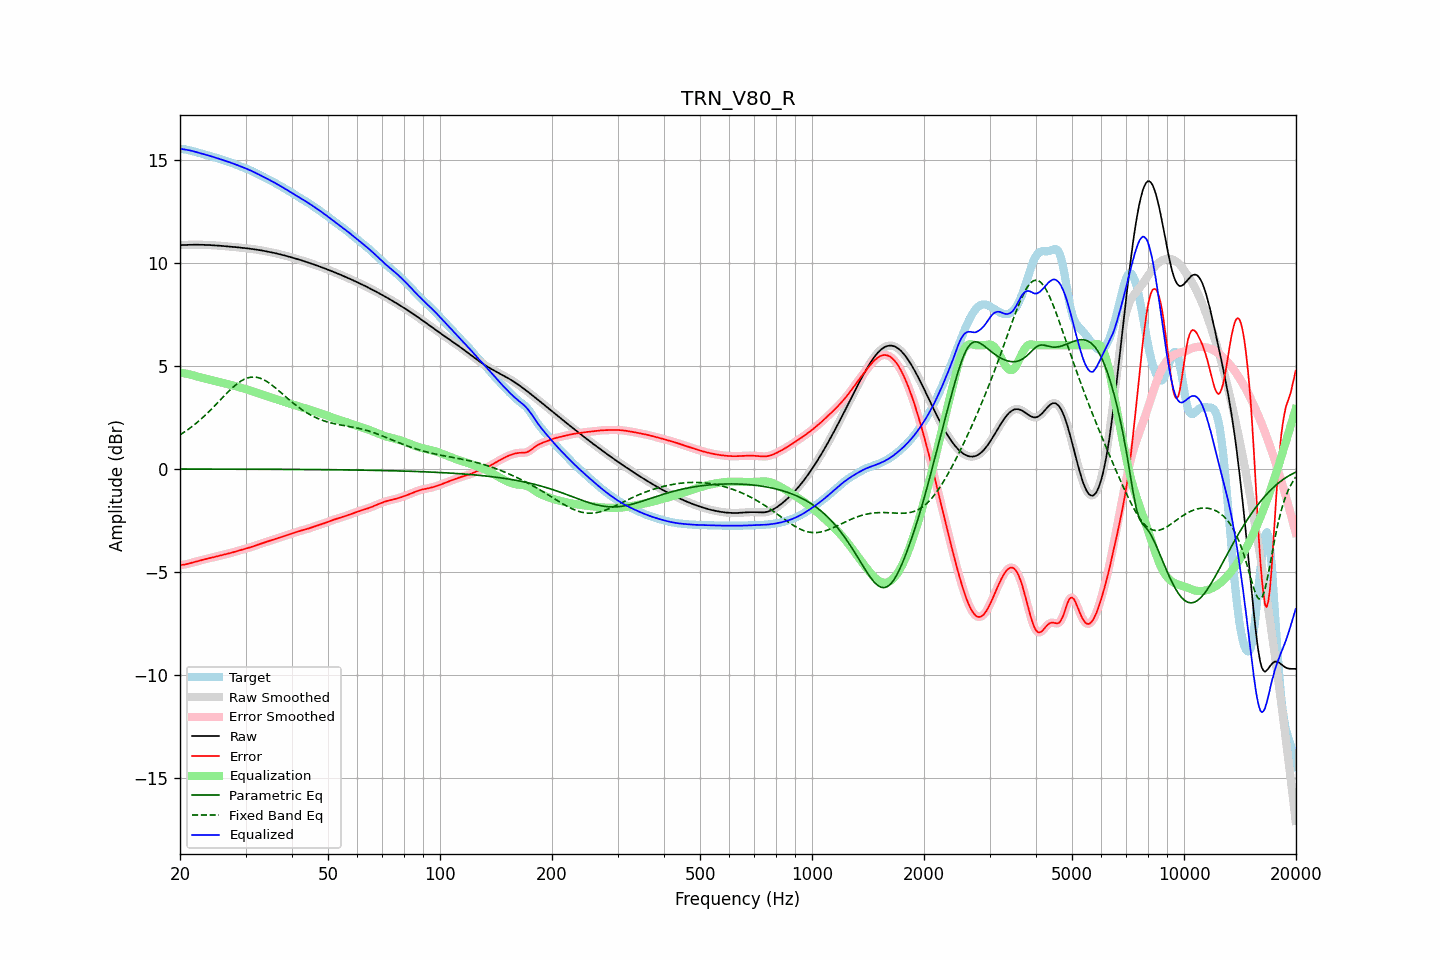 TRN_V80_R
Amplitude (dBr)
15
10
5
0
−5
−10
−15
Target
Raw Smoothed
Error Smoothed
Raw
Error
Equalization
Parametric Eq
Fixed Band Eq
Equalized
20 50 100 200 500 1000 2000 5000 10000 20000
Frequency (Hz)